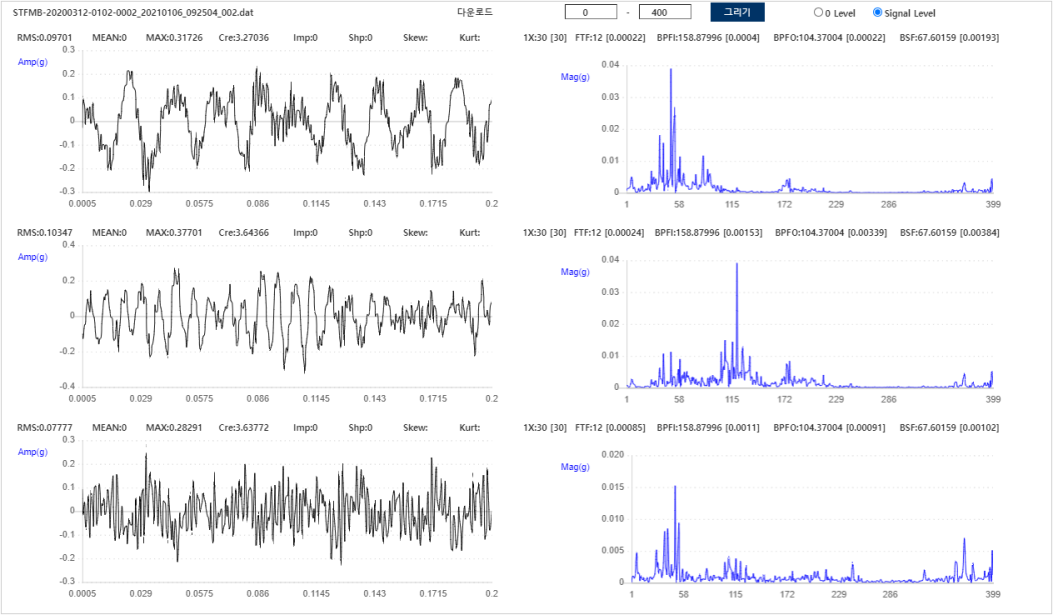 STFMB-20200312-0102-0002_20210106_092504_002.dat 다운로드 0 - 400 그리기 0 Level Signal Level
RMS:0.09701 MEAN:0 MAX:0.31726 Cre:3.27036 Imp:0 Shp:0 Skew: Kurt:
Amp(g)
0.3
0.2
0.1
0
-0.1
-0.2
-0.3
0.0005 0.029 0.0575 0.086 0.1145 0.143 0.1715 0.2
1X:30 [30] FTF:12 [0.00022] BPFI:158.87996 [0.0004] BPFO:104.37004 [0.00022] BSF:67.60159 [0.00193]
Mag(g)
0.04
0.03
0.02
0.01
0
1 58 115 172 229 286 399
RMS:0.10347 MEAN:0 MAX:0.37701 Cre:3.64366 Imp:0 Shp:0 Skew: Kurt:
Amp(g)
0.4
0.2
0
-0.2
-0.4
0.0005 0.029 0.0575 0.086 0.1145 0.143 0.1715 0.2
1X:30 [30] FTF:12 [0.00024] BPFI:158.87996 [0.00153] BPFO:104.37004 [0.00339] BSF:67.60159 [0.00384]
Mag(g)
0.04
0.03
0.02
0.01
0
1 58 115 172 229 286 399
RMS:0.07777 MEAN:0 MAX:0.28291 Cre:3.63772 Imp:0 Shp:0 Skew: Kurt:
Amp(g)
0.3
0.2
0.1
0
-0.1
-0.2
-0.3
0.0005 0.029 0.0575 0.086 0.1145 0.143 0.1715 0.2
1X:30 [30] FTF:12 [0.00085] BPFI:158.87996 [0.0011] BPFO:104.37004 [0.00091] BSF:67.60159 [0.00102]
Mag(g)
0.020
0.015
0.010
0.005
0
1 58 115 172 229 286 399